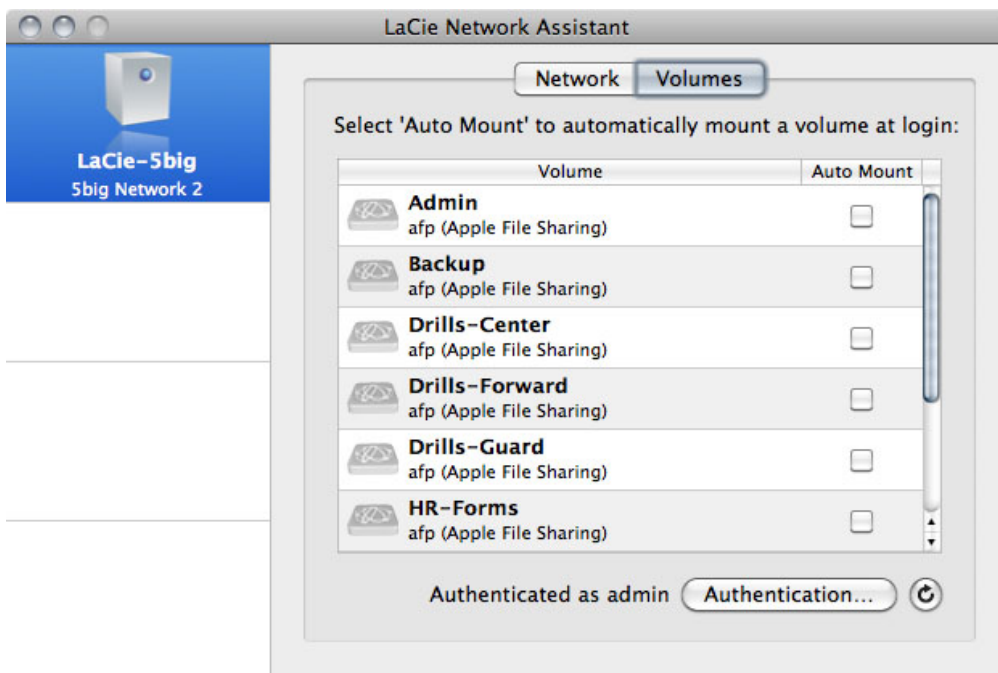 LaCie Network Assistant
LaCie-5big
5big Network 2
Network Volumes
Select 'Auto Mount' to automatically mount a volume at login:
Volume Auto Mount
Admin
afp (Apple File Sharing)
Backup
afp (Apple File Sharing)
Drills-Center
afp (Apple File Sharing)
Drills-Forward
afp (Apple File Sharing)
Drills-Guard
afp (Apple File Sharing)
HR-Forms
afp (Apple File Sharing)
Authenticated as admin Authentication...